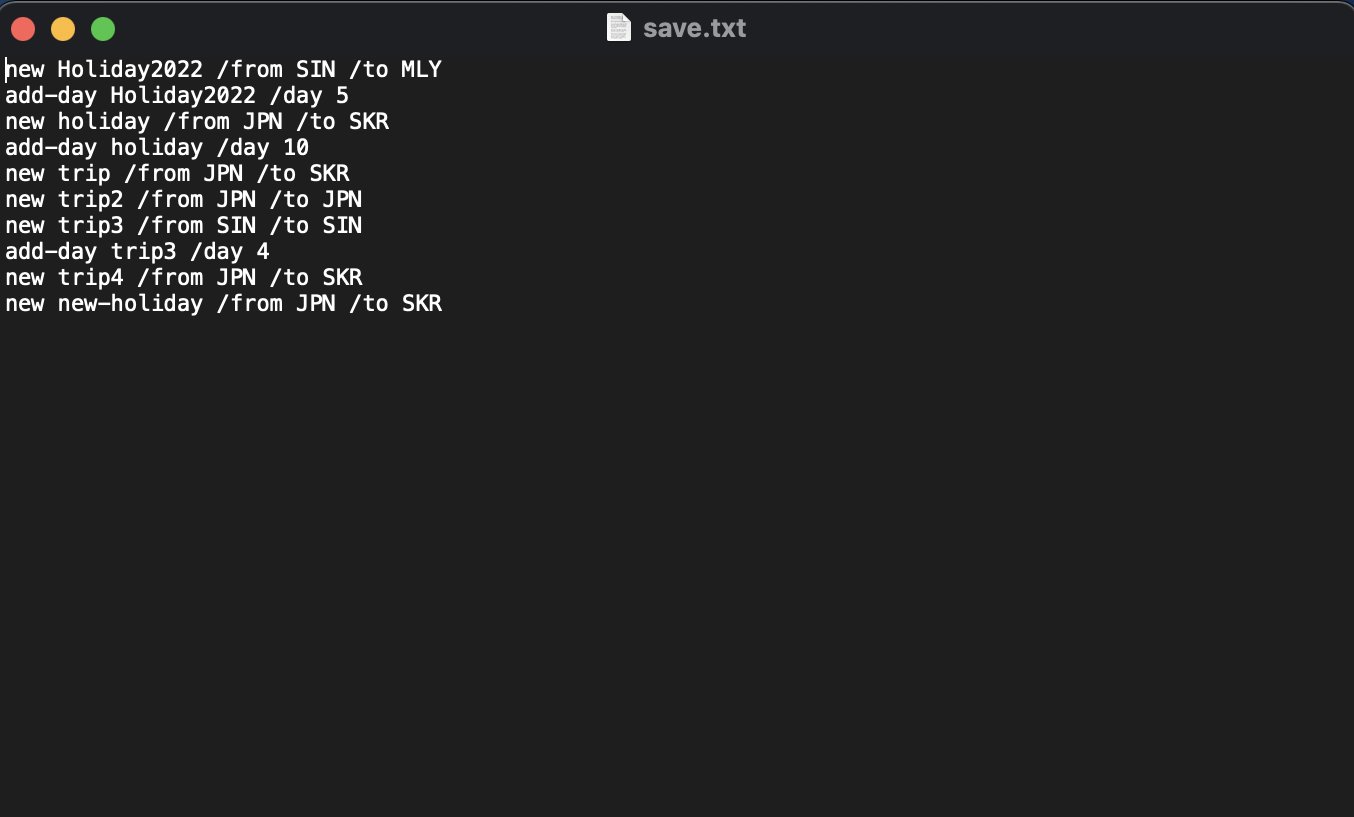 save.txt
new Holiday2022 /from SIN /to MLY
add-day Holiday2022 /day 5
new holiday /from JPN /to SKR
add-day holiday /day 10
new trip /from JPN /to SKR
new trip2 /from JPN /to JPN
new trip3 /from SIN /to SIN
add-day trip3 /day 4
new trip4 /from JPN /to SKR
new new-holiday /from JPN /to SKR